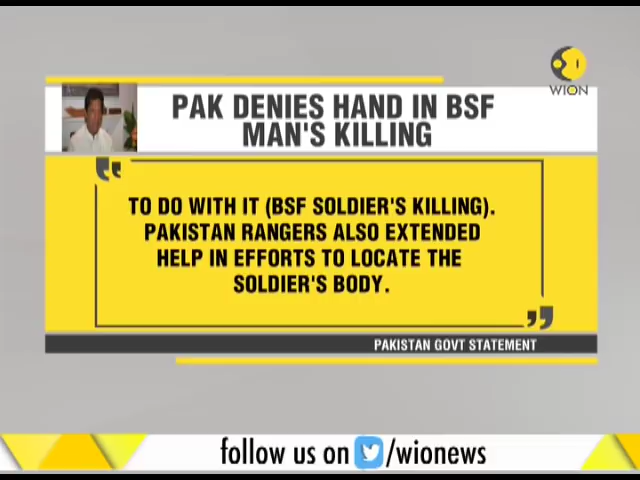 WION
PAK DENIES HAND IN BSF
MAN'S KILLING
TO DO WITH IT (BSF SOLDIER'S KILLING).
PAKISTAN RANGERS ALSO EXTENDED
HELP IN EFFORTS TO LOCATE THE
SOLDIER'S BODY.
PAKISTAN GOVT STATEMENT
follow us on /wionews